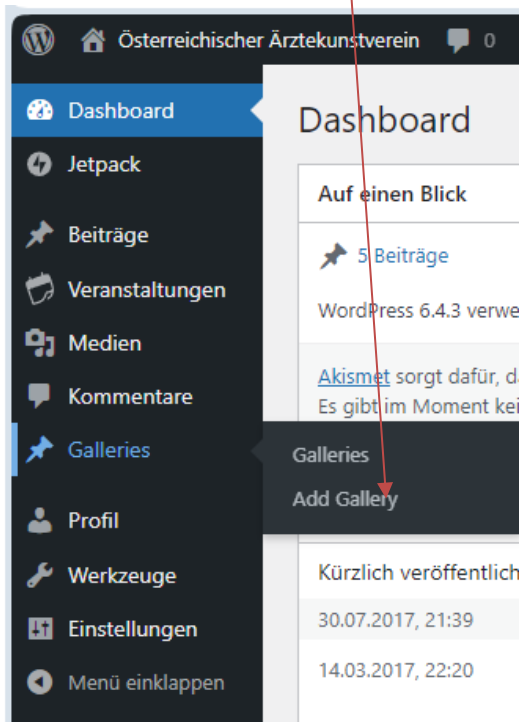 Österreichischer Ärztekunstverein 0
Dashboard
Jetpack
Beiträge
Veranstaltungen
Medien
Kommentare
Galleries
Galleries
Add Gallery
Profil
Werkzeuge
Einstellungen
Menü einklappen
Dashboard
Auf einen Blick
5 Beiträge
WordPress 6.4.3 verwe
Akismet sorgt dafür, d
Es gibt im Moment kei
Kürzlich veröffentlich
30.07.2017, 21:39
14.03.2017, 22:20